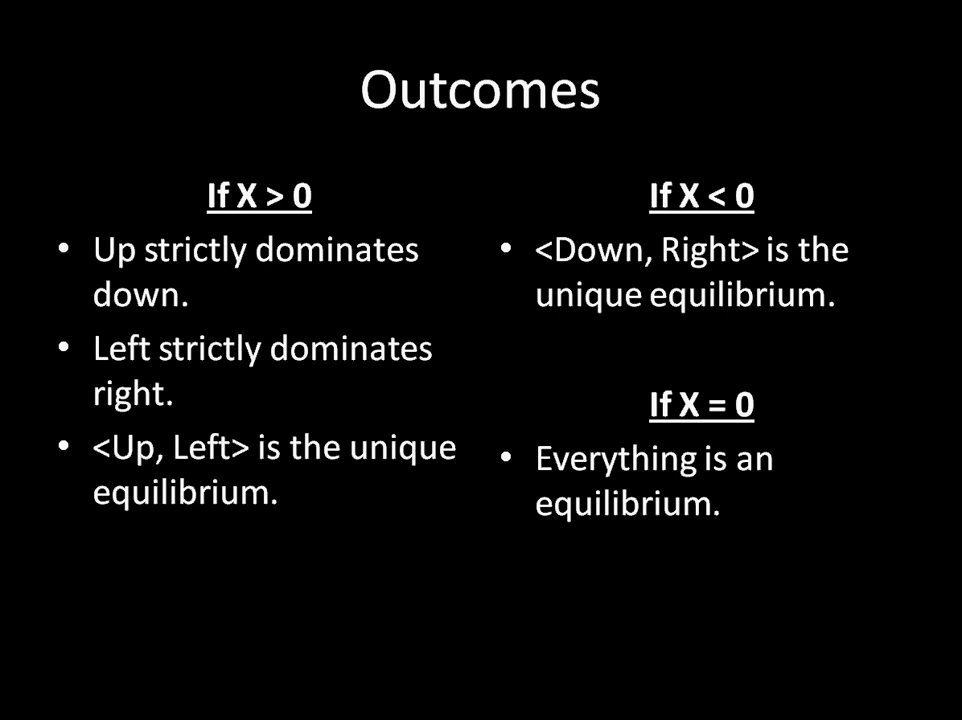 Outcomes
If X > 0
• Up strictly dominates
down.
• Left strictly dominates
right.
• <Up, Left> is the unique
equilibrium.
If X < 0
• <Down, Right> is the
unique equilibrium.
If X = 0
• Everything is an
equilibrium.